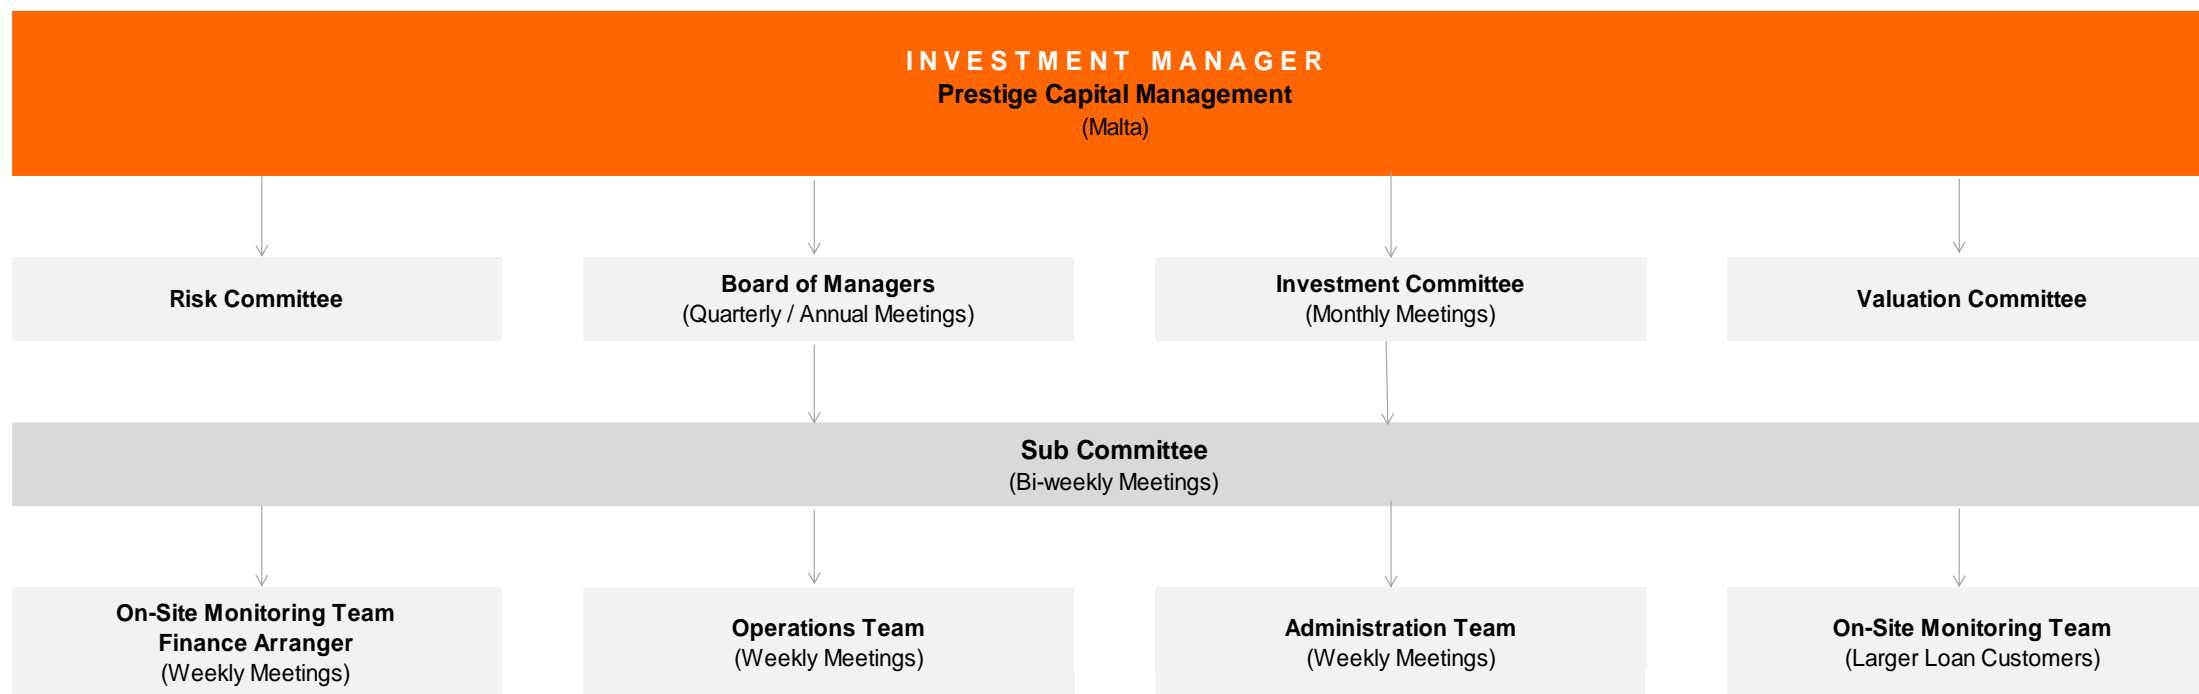 INVESTMENT MANAGER
Prestige Capital Management
(Malta)
Risk Committee
Board of Managers
(Quarterly / Annual Meetings)
Investment Committee
(Monthly Meetings)
Valuation Committee
Sub Committee
(Bi-weekly Meetings)
On-Site Monitoring Team
Finance Arranger
(Weekly Meetings)
Operations Team
(Weekly Meetings)
Administration Team
(Weekly Meetings)
On-Site Monitoring Team
(Larger Loan Customers)